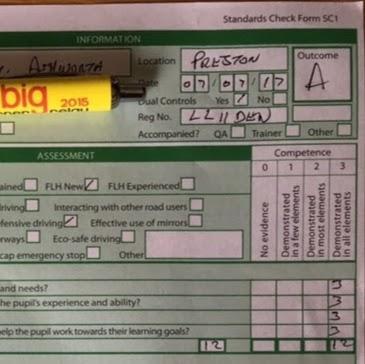 Standards Check Form SC1
INFORMATION
. ASHWORTH
Location PRESTON
Outcome
A
Date 07/07/17
big 2015
Dual Controls Yes No
Reg No. LL11 DEN
Accompanied? QA Trainer Other
ASSESSMENT
Competence
0 1 2 3
No evidence
Demonstrated in a few elements
Demonstrated in most elements
Demonstrated in all elements
ained FLH New FLH Experienced
riving Interacting with other road users
fensive driving Effective use of mirrors
rways Eco-safe driving
cap emergency stop Other
and needs? 3
he pupil's experience and ability? 3
3
elp the pupil work towards their learning goals? 3
12 12